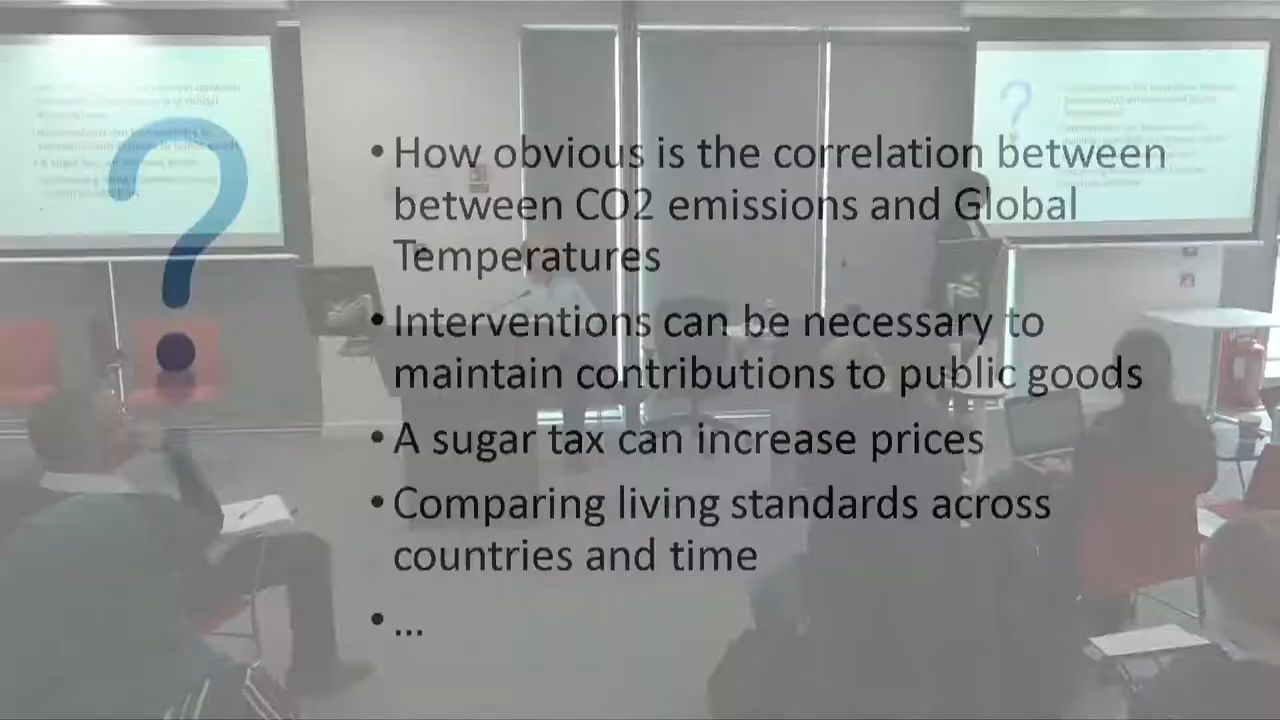 • How obvious is the correlation between
between CO2 emissions and Global
Temperatures
• Interventions can be necessary to
maintain contributions to public goods
• A sugar tax can increase prices
• Comparing living standards across
countries and time
• ...